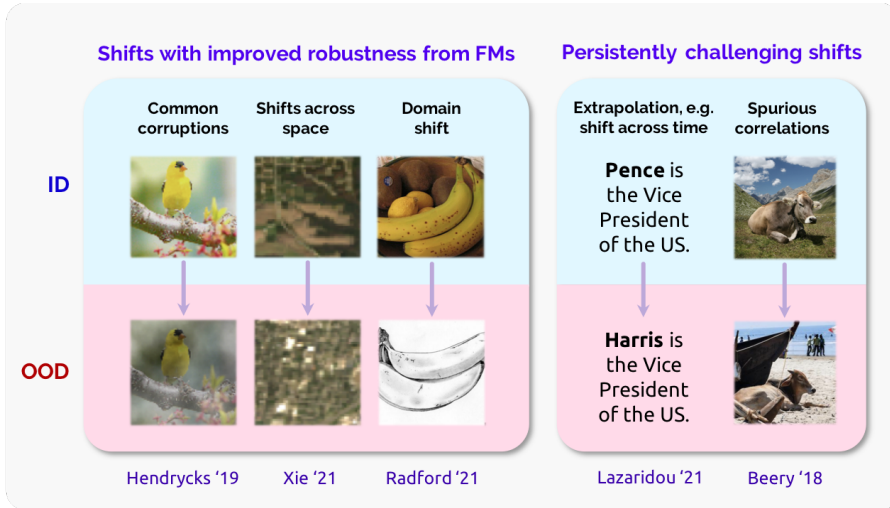 Shifts with improved robustness from FMs
Persistently challenging shifts
Common
corruptions
Shifts across
space
Domain
shift
Extrapolation, e.g.
shift across time
Spurious
correlations
ID
Pence is
the Vice
President
of the US.
OOD
Harris is
the Vice
President
of the US.
Hendrycks ‘19
Xie ‘21
Radford ‘21
Lazaridou ‘21
Beery ‘18